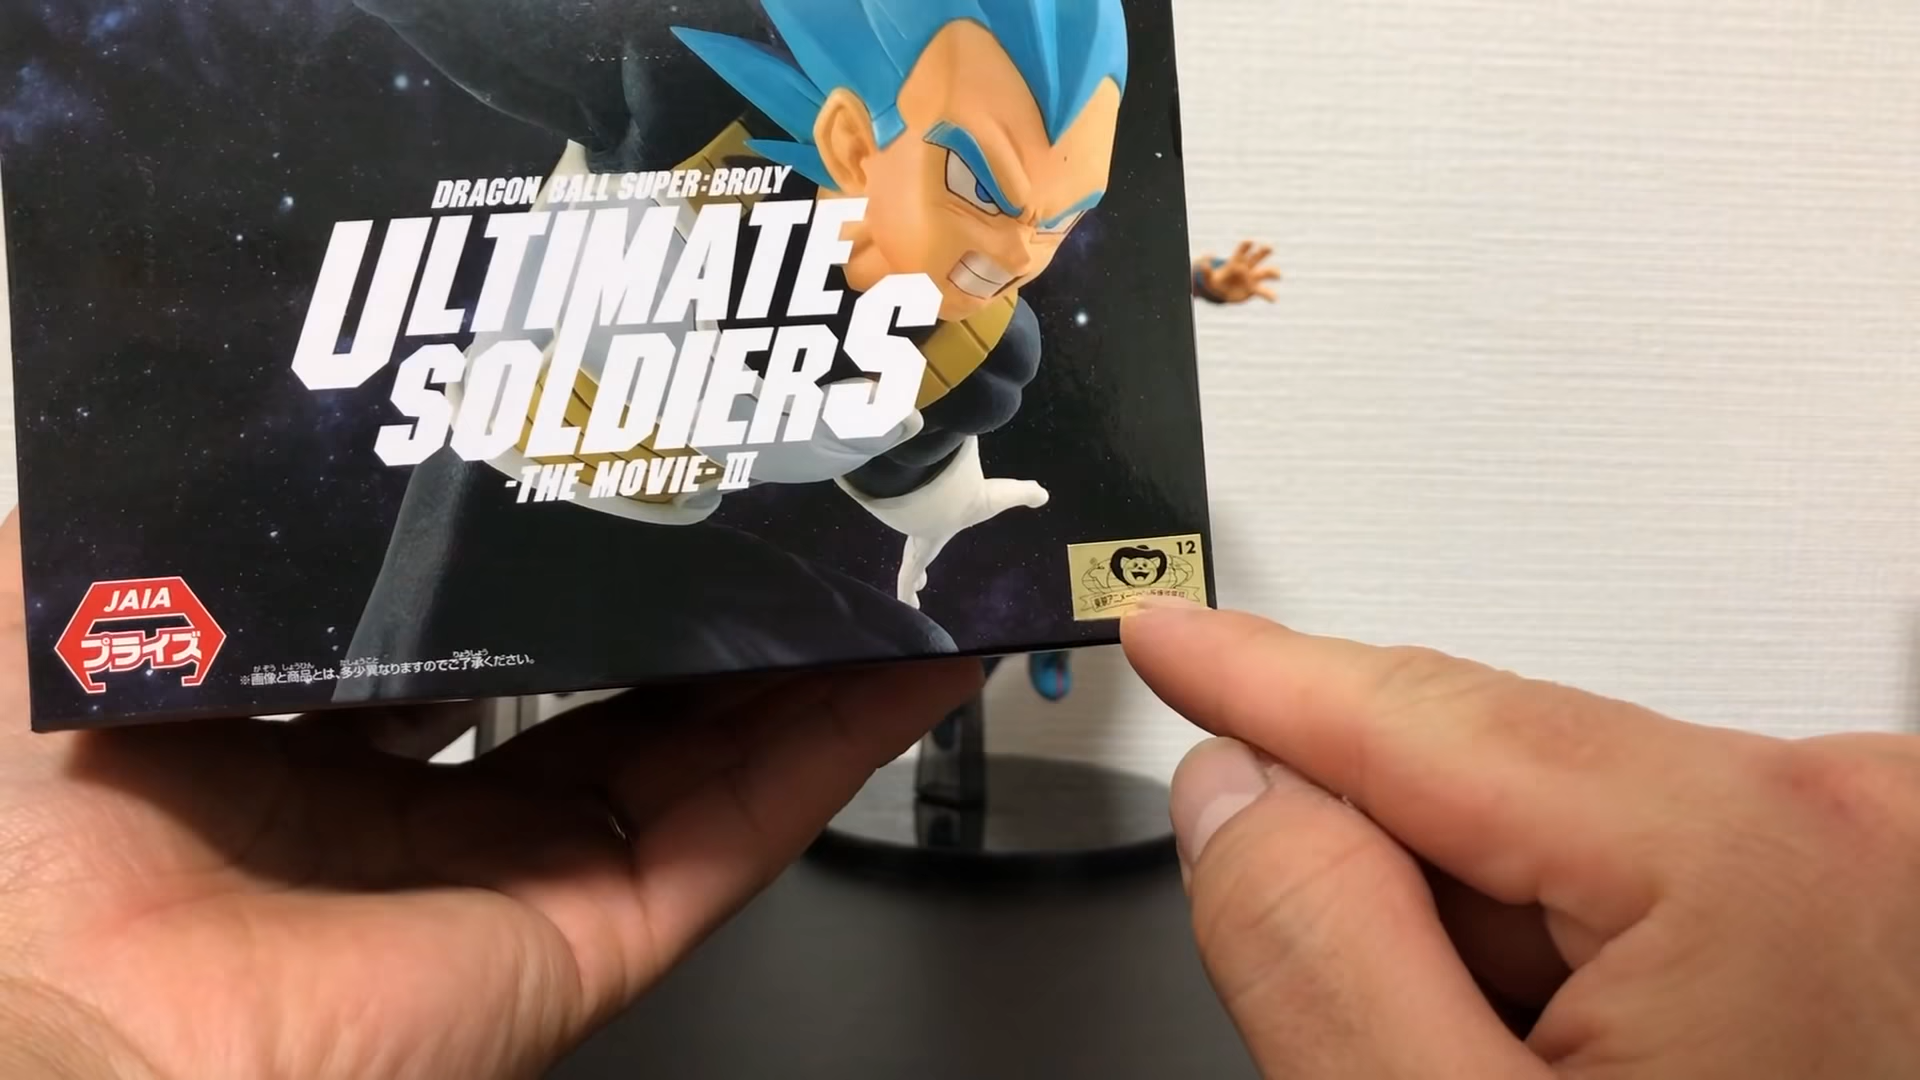 DRAGON BALL SUPER:BROLY
ULTIMATE
SOLDIERS
-THE MOVIE- III
12
JAIA
プライズ
※画像と商品とは、多少異なりますのでご了承ください。